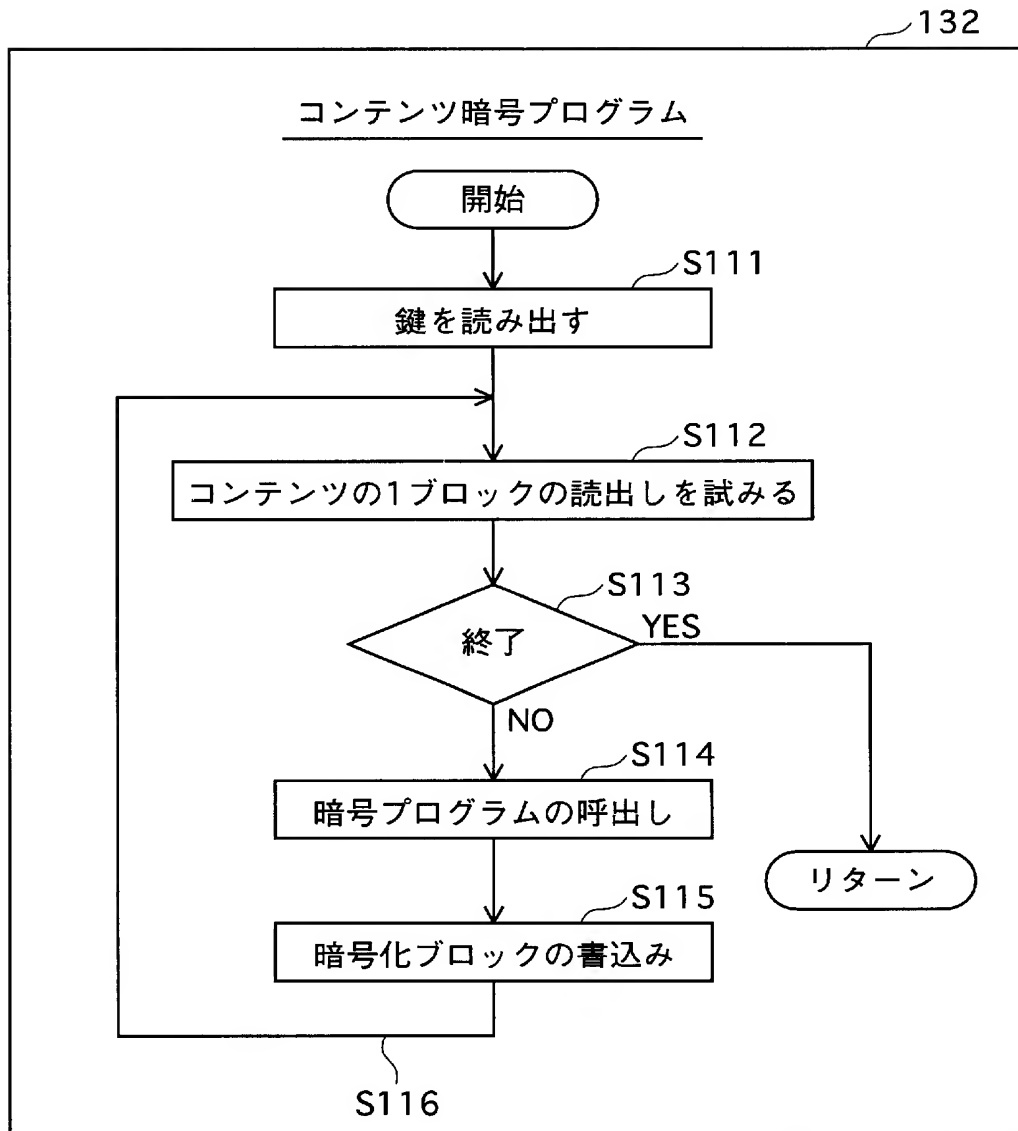 132
コンテンツ暗号プログラム
開始
S111
鍵を読み出す
S112
コンテンツの1ブロックの読出しを試みる
S113
終了
YES
NO
S114
暗号プログラムの呼出し
リターン
S115
暗号化ブロックの書込み
S116